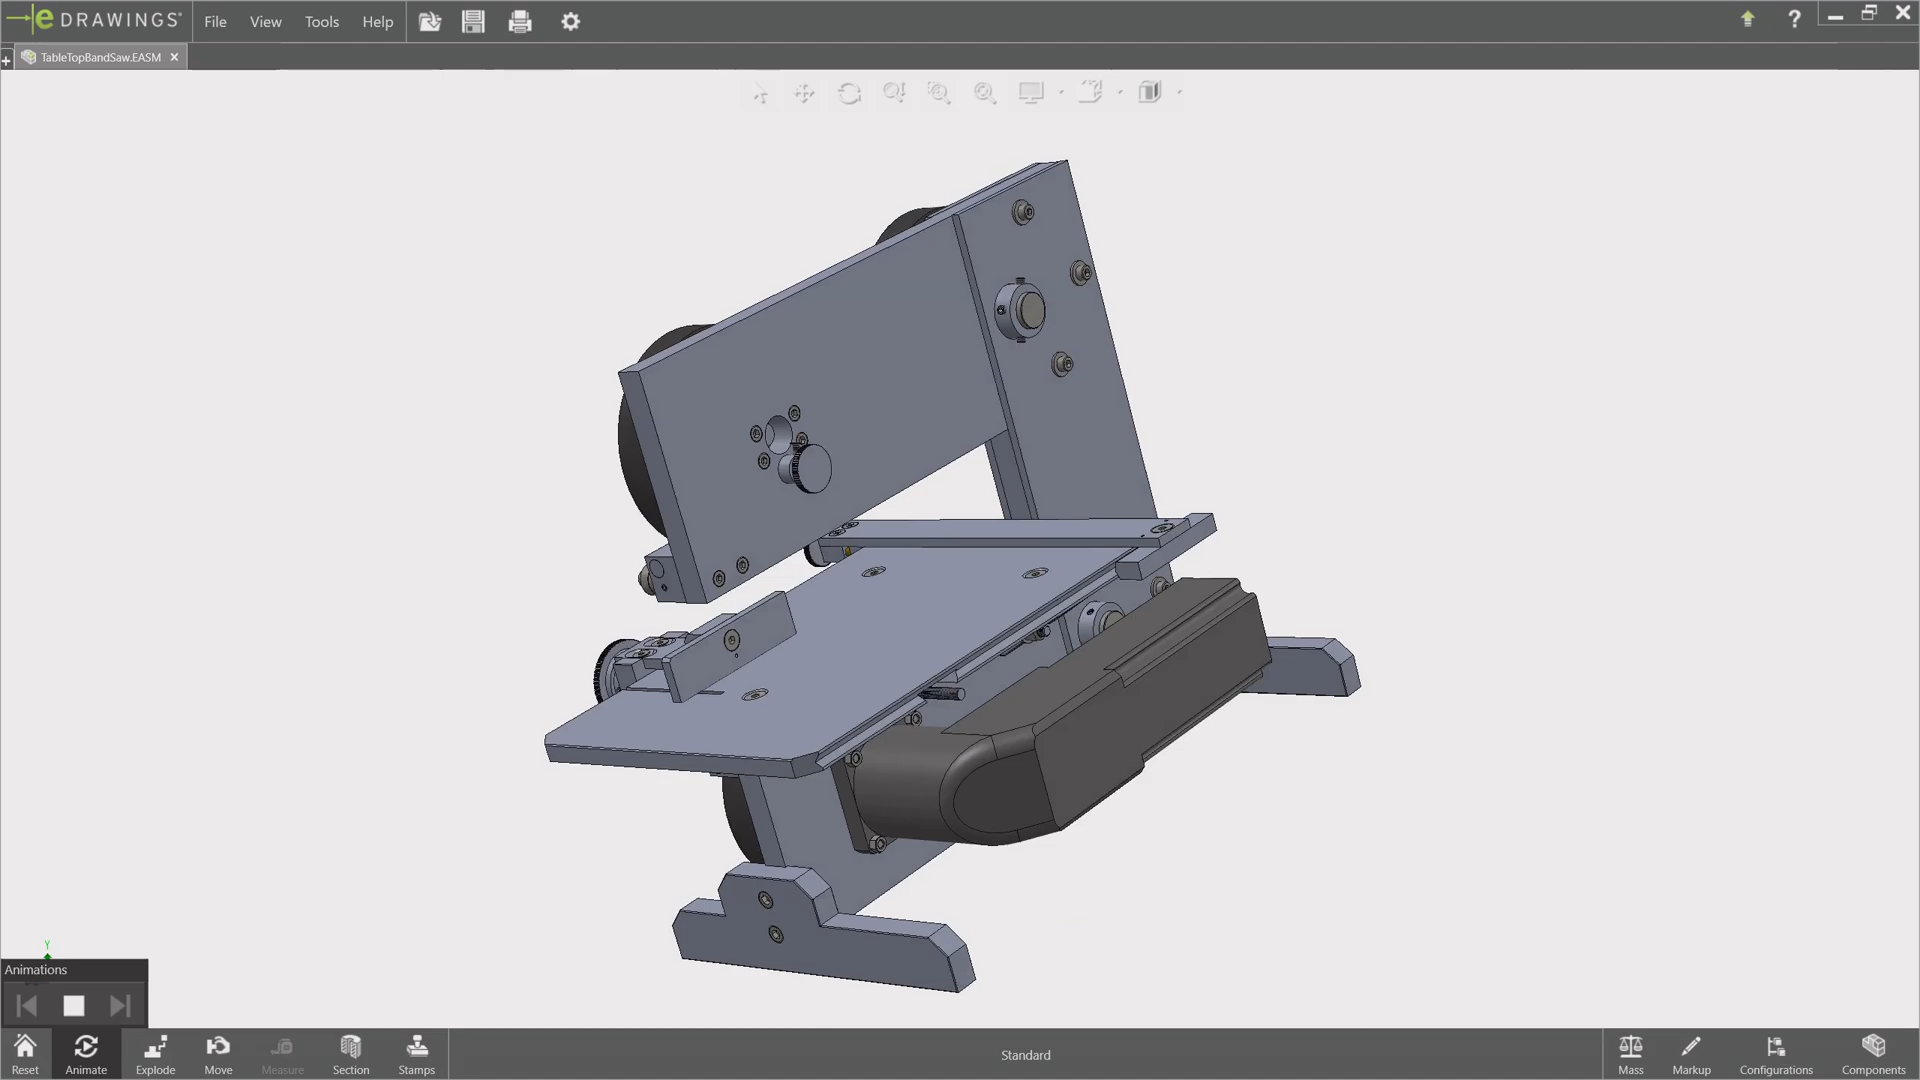 eDRAWINGS® File View Tools Help ?
+ TableTopBandSaw.EASM ×
Y
Animations
Reset Animate Explode Move Measure Section Stamps Standard Mass Markup Configurations Components